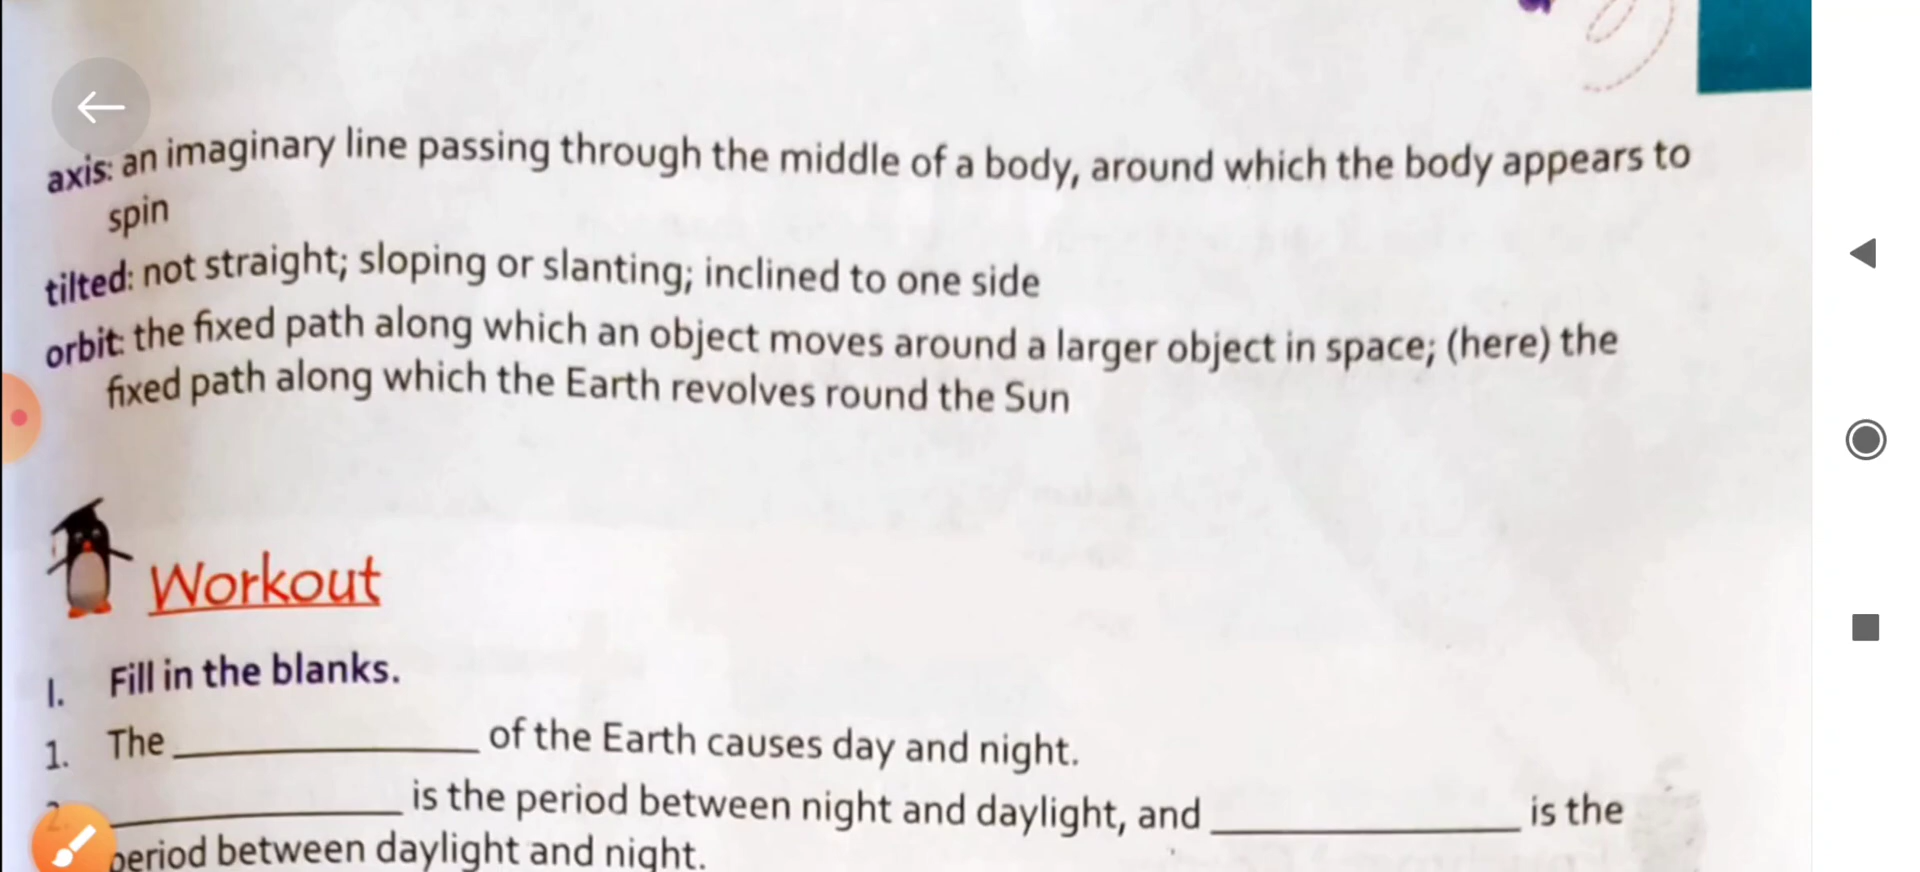 axis: an imaginary line passing through the middle of a body, around which the body appears to
spin
tilted: not straight; sloping or slanting; inclined to one side
orbit: the fixed path along which an object moves around a larger object in space; (here) the
fixed path along which the Earth revolves round the Sun
Workout
I. Fill in the blanks.
1. The ______________ of the Earth causes day and night.
2. ______________ is the period between night and daylight, and ______________ is the
period between daylight and night.